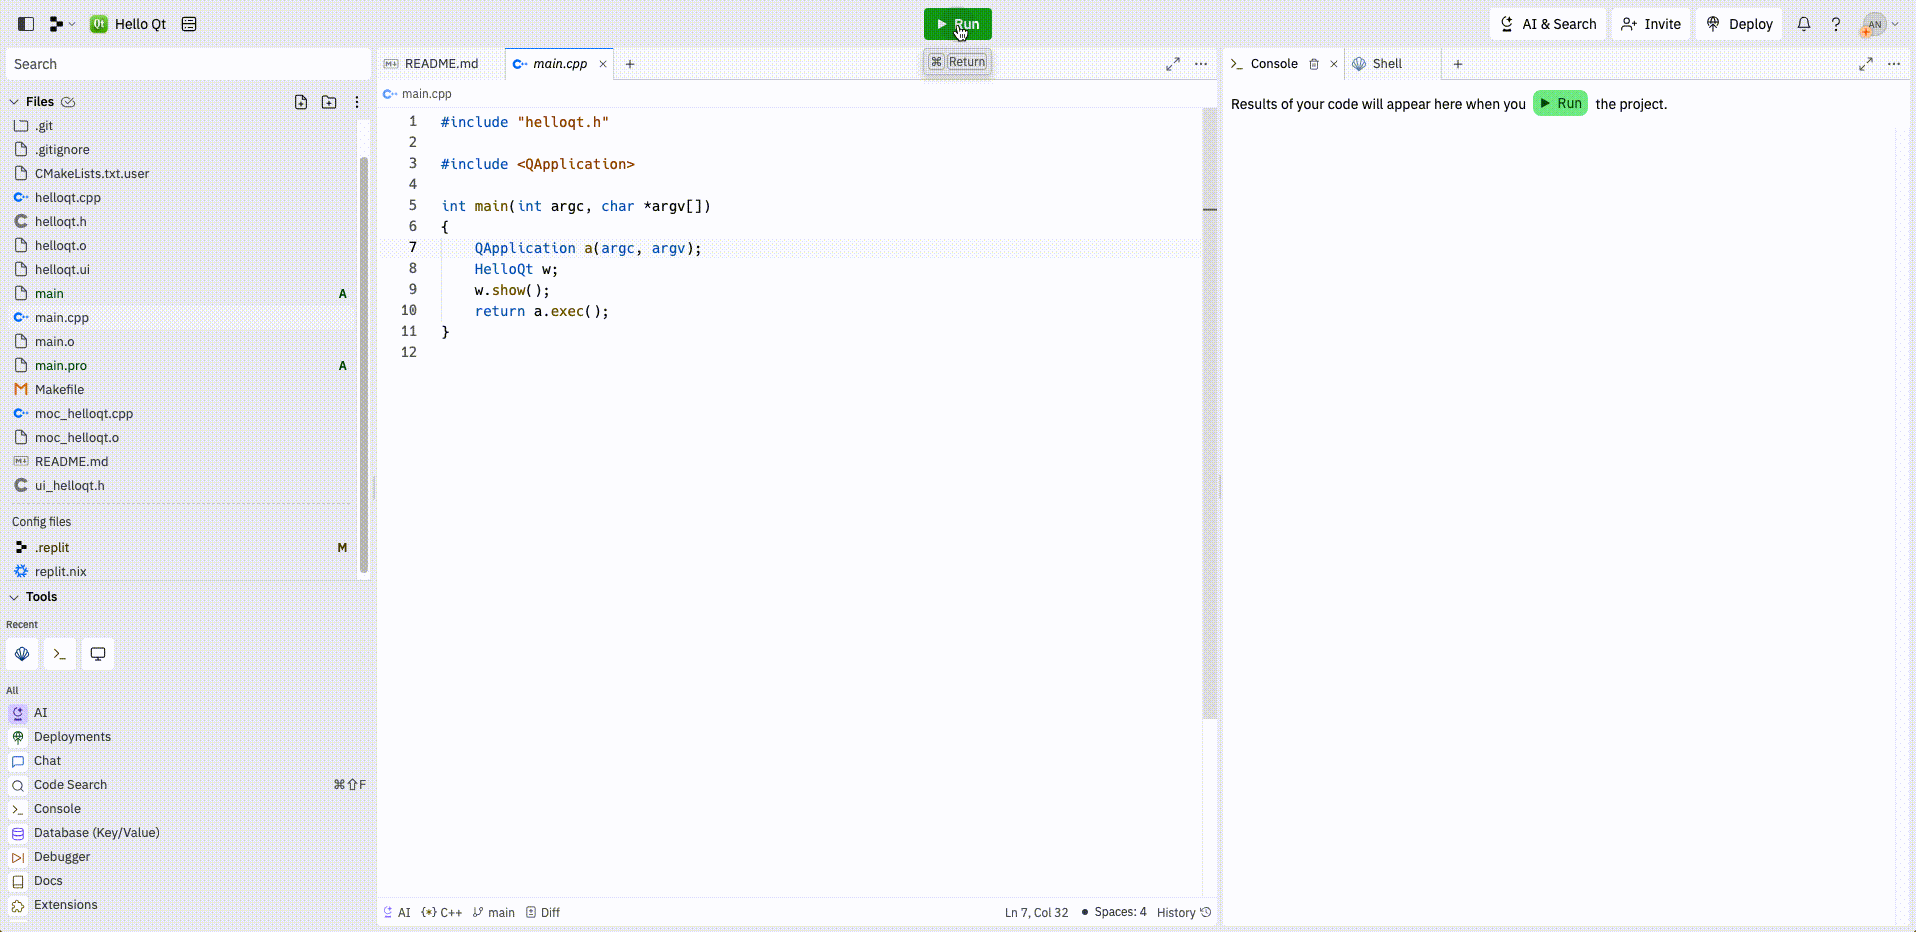 Qt Hello Qt
Run
AI & Search
Invite
Deploy
AN
Search
README.md
main.cpp
⌘ Return
Console
Shell
Files
main.cpp
Results of your code will appear here when you Run the project.
.git
.gitignore
CMakeLists.txt.user
helloqt.cpp
helloqt.h
helloqt.o
helloqt.ui
main A
main.cpp
main.o
main.pro A
Makefile
moc_helloqt.cpp
moc_helloqt.o
README.md
ui_helloqt.h
Config files
.replit M
replit.nix
Tools
Recent
All
AI
Deployments
Chat
Code Search ⌘⇧F
Console
Database (Key/Value)
Debugger
Docs
Extensions
1 #include "helloqt.h"
2
3 #include <QApplication>
4
5 int main(int argc, char *argv[])
6 {
7     QApplication a(argc, argv);
8     HelloQt w;
9     w.show();
10     return a.exec();
11 }
12
AI {*} C++ main Diff
Ln 7, Col 32 • Spaces: 4 History